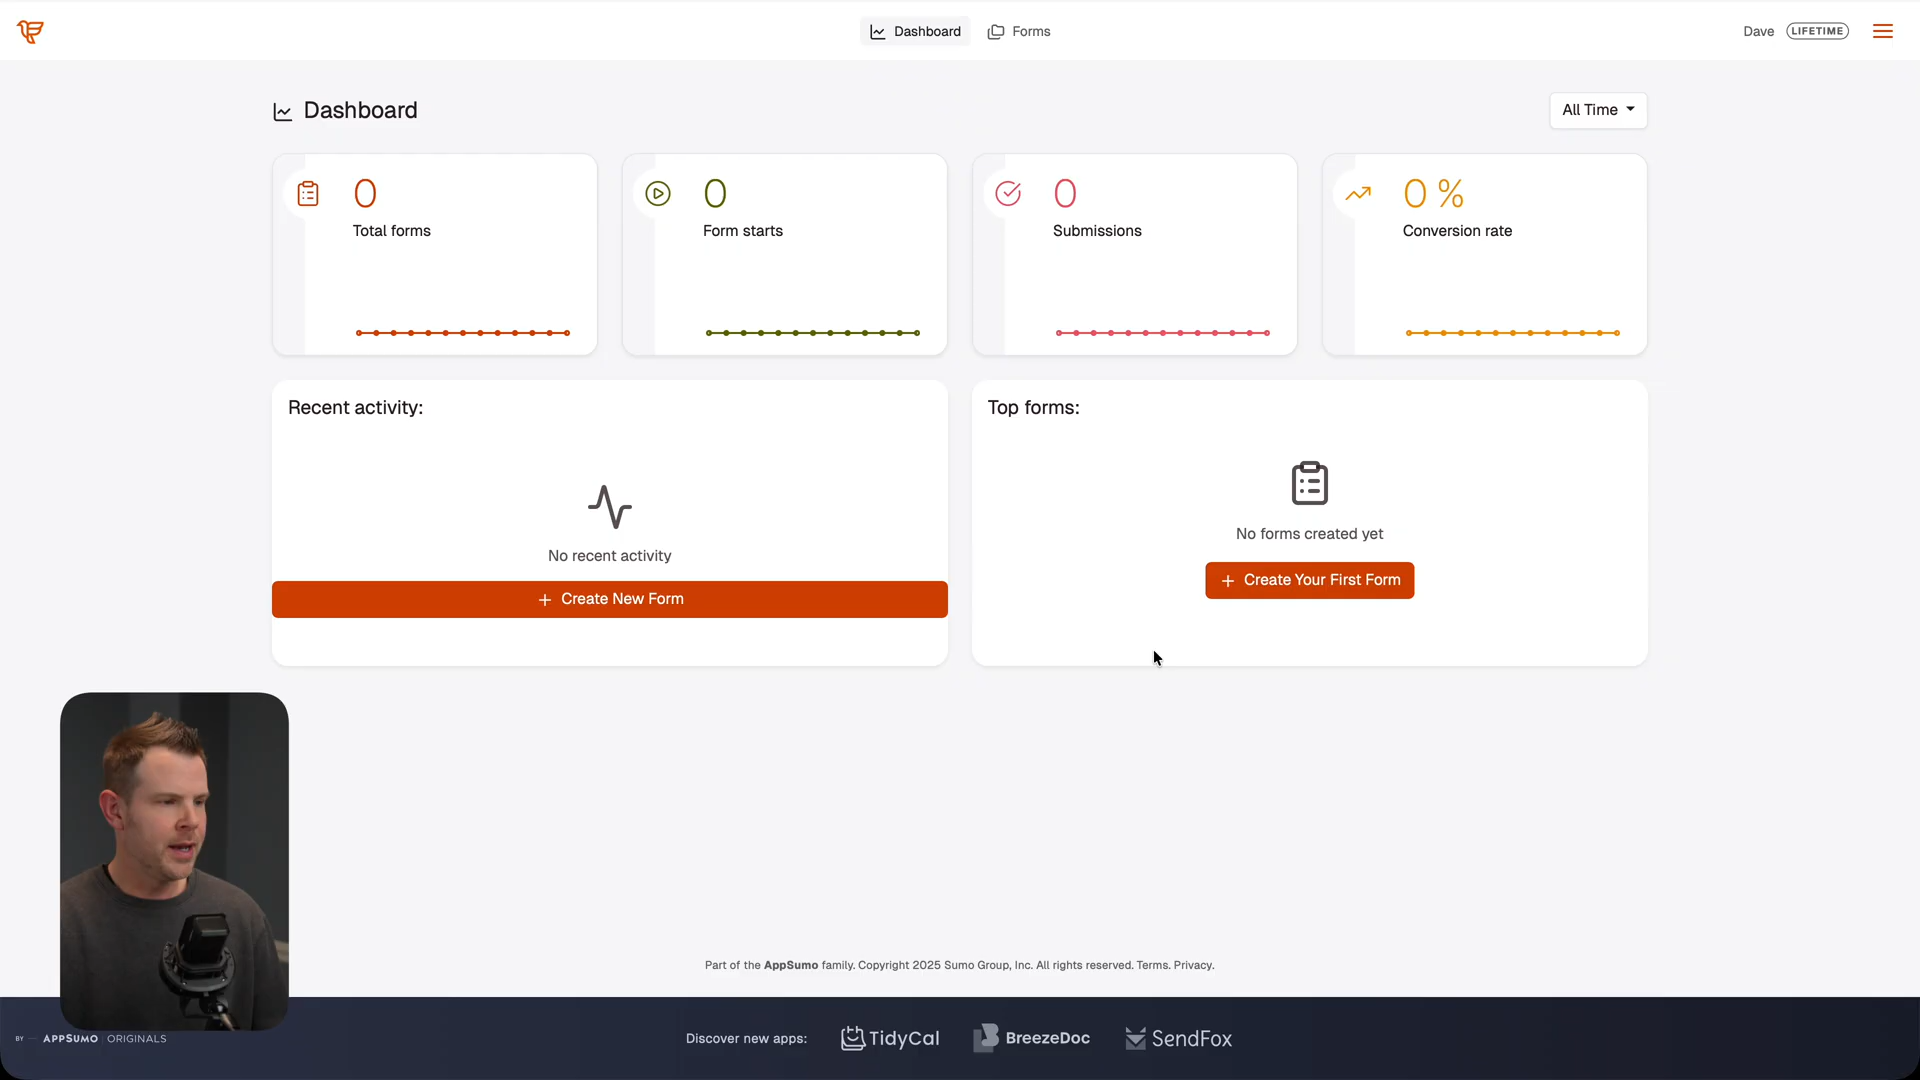 Dashboard
Forms
Dave
LIFETIME
Dashboard
All Time
0
Total forms
0
Form starts
0
Submissions
0 %
Conversion rate
Recent activity:
No recent activity
+ Create New Form
Top forms:
No forms created yet
+ Create Your First Form
Part of the AppSumo family. Copyright 2025 Sumo Group, Inc. All rights reserved. Terms. Privacy.
BY — APPSUMO ORIGINALS
Discover new apps:
TidyCal
BreezeDoc
SendFox